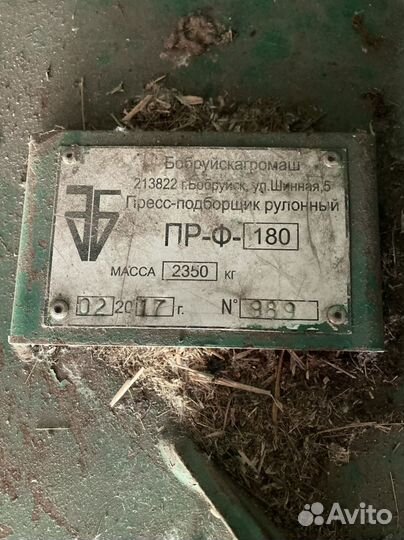 Бобруйскагромаш
213822 г.Бобруйск, ул.Шинная,5
Пресс-подборщик рулонный
ПР-Ф-180
МАССА 2350 кг
02 2017 г. N° 989
Avito